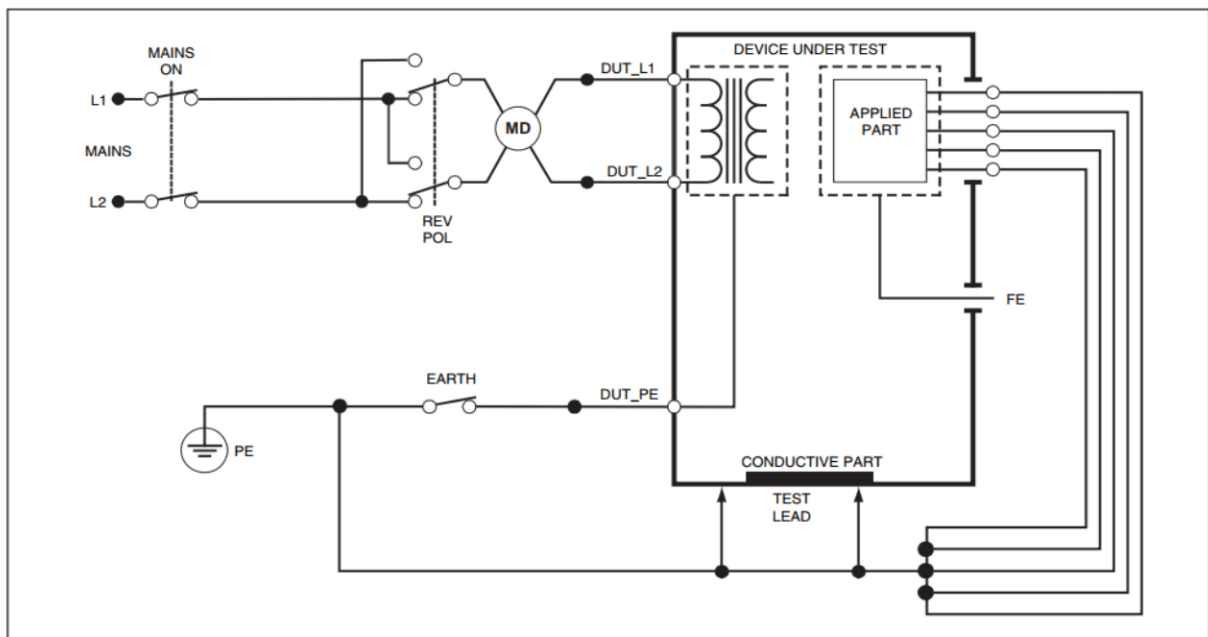 MAINS
ON
L1
MAINS
L2
REV
POL
MD
DUT_L1
DUT_L2
DEVICE UNDER TEST
APPLIED
PART
FE
EARTH
DUT_PE
PE
CONDUCTIVE PART
TEST
LEAD